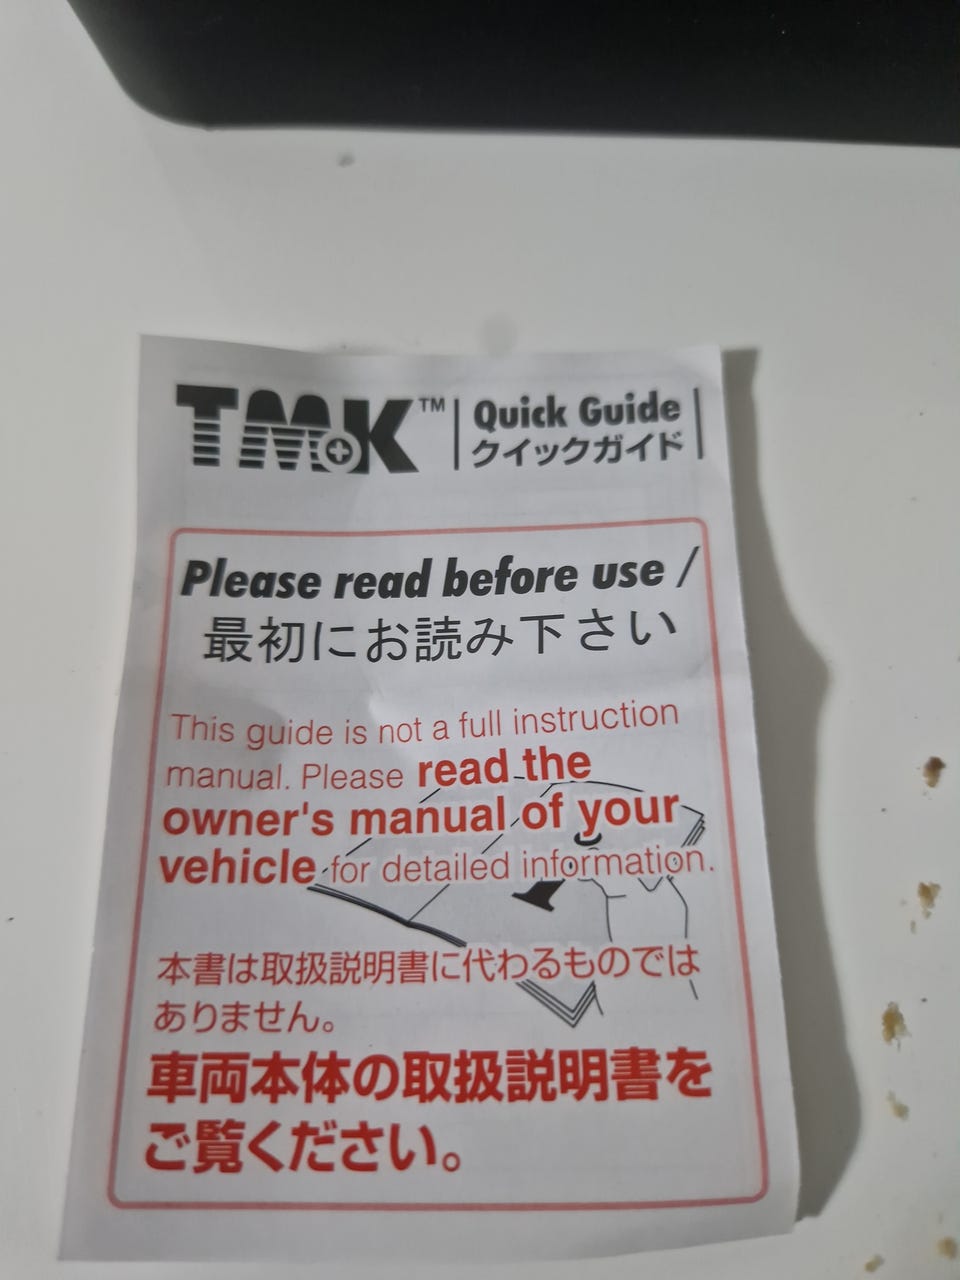 TMK™
Quick Guide
クイックガイド
Please read before use /
最初にお読み下さい
This guide is not a full instruction
manual. Please read the
owner's manual of your
vehicle for detailed information.
本書は取扱説明書に代わるものでは
ありません。
車両本体の取扱説明書を
ご覧ください。